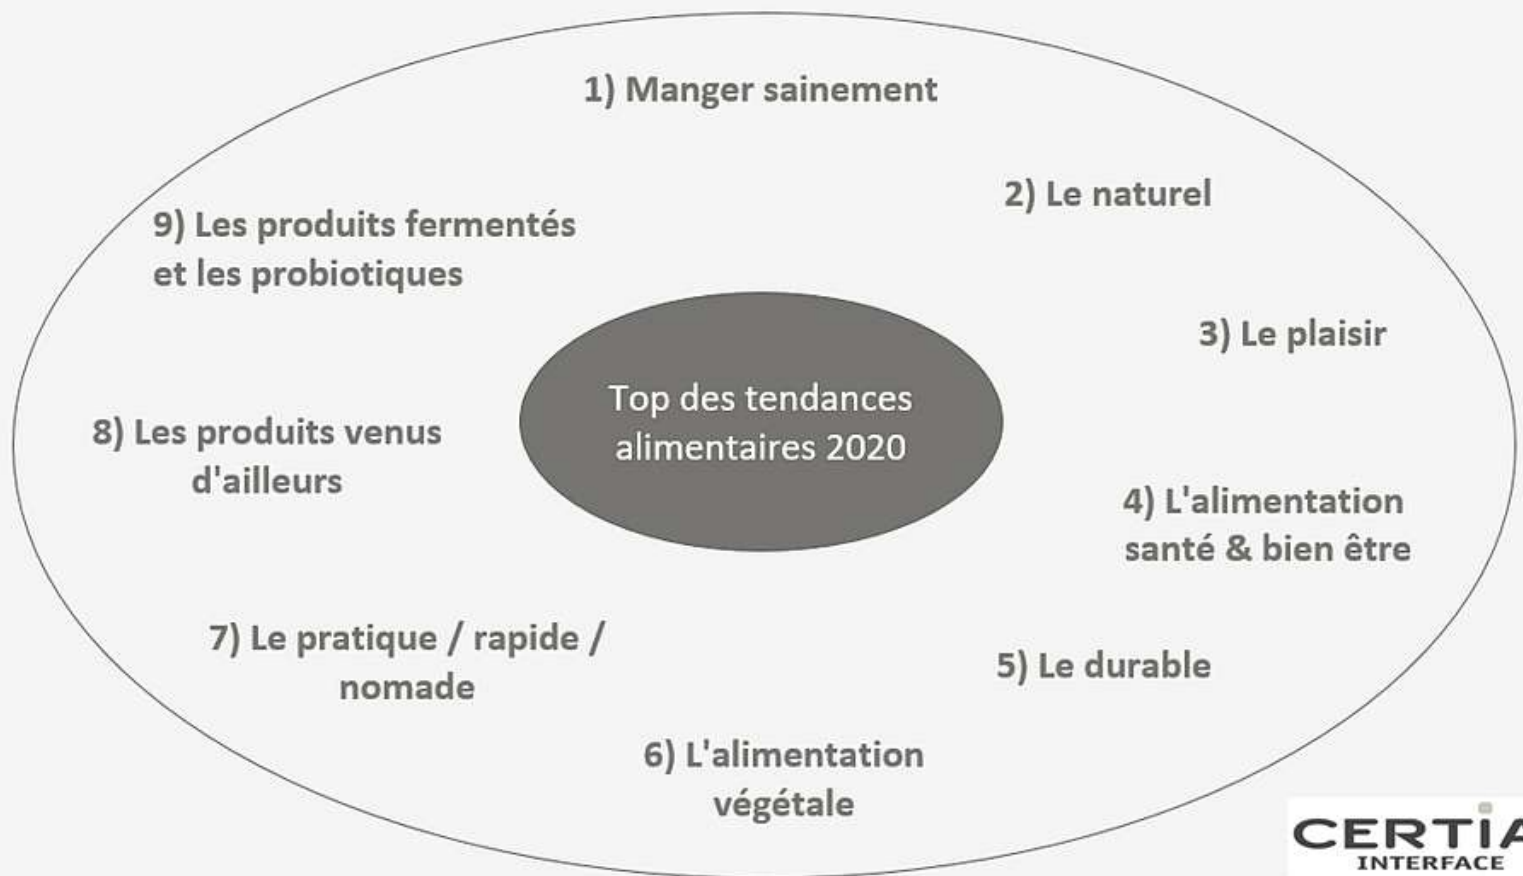 1) Manger sainement
2) Le naturel
3) Le plaisir
4) L'alimentation
santé & bien être
5) Le durable
6) L'alimentation
végétale
7) Le pratique / rapide /
nomade
8) Les produits venus
d'ailleurs
9) Les produits fermentés
et les probiotiques
Top des tendances
alimentaires 2020
CERTIA
INTERFACE